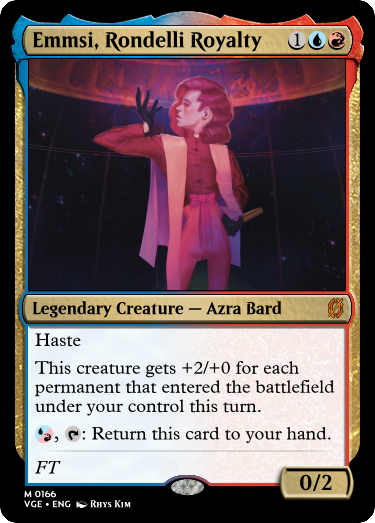 Emmsi, Rondelli Royalty 1
Legendary Creature — Azra Bard
Haste
This creature gets +2/+0 for each
permanent that entered the battlefield
under your control this turn.
, : Return this card to your hand.
FT
0/2
M 0166
VGE • ENG Rhys Kim